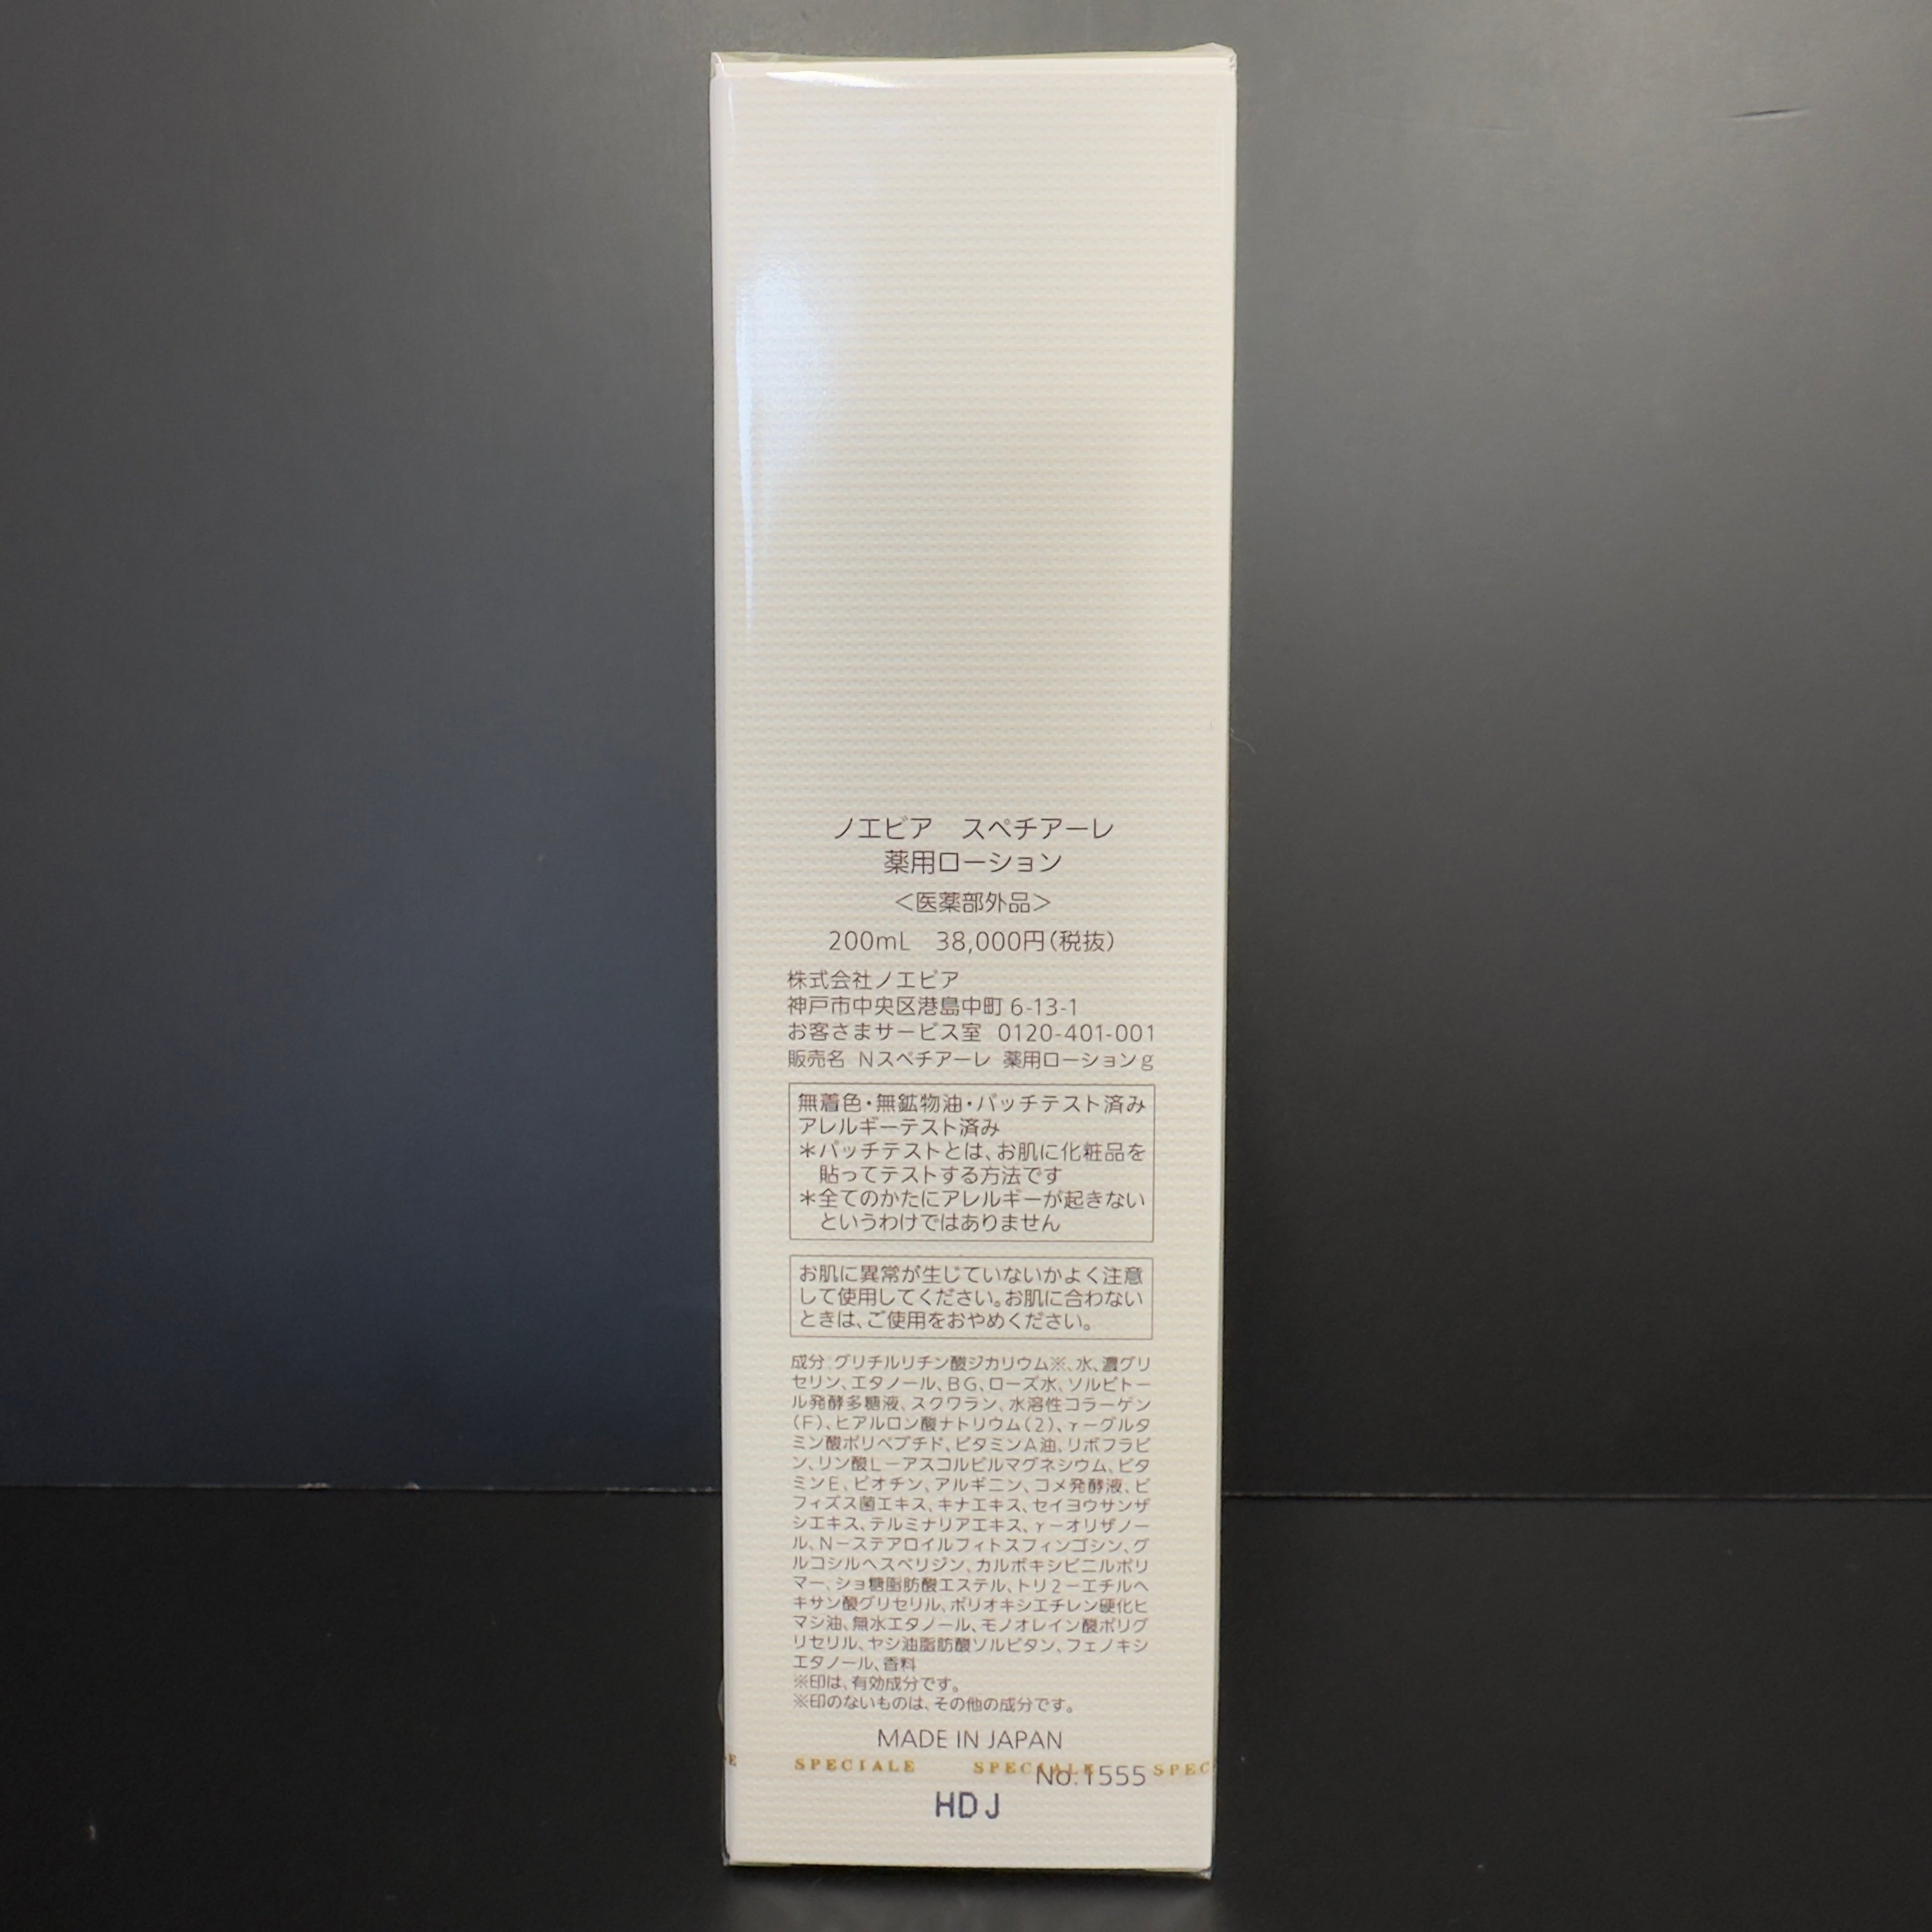 ノエビア　スペチアーレ
薬用ローション
＜医薬部外品＞
200mL　38,000円(税抜)
株式会社ノエビア
神戸市中央区港島中町 6-13-1
お客さまサービス室　0120-401-001
販売名　Nスペチアーレ　薬用ローションg
無着色・無鉱物油・パッチテスト済み
アレルギーテスト済み
＊パッチテストとは、お肌に化粧品を
貼ってテストする方法です
＊全てのかたにアレルギーが起きない
というわけではありません
お肌に異常が生じていないかよく注意
して使用してください。お肌に合わない
ときは、ご使用をおやめください。
成分:グリチルリチン酸ジカリウム※、水、濃グリ
セリン、エタノール、BG、ローズ水、ソルビトー
ル発酵多糖液、スクワラン、水溶性コラーゲン
(F)、ヒアルロン酸ナトリウム(2)、γーグルタ
ミン酸ポリペプチド、ビタミンA油、リボフラビ
ン、リン酸Lーアスコルビルマグネシウム、ビタ
ミンE、ビオチン、アルギニン、コメ発酵液、ビ
フィズス菌エキス、キナエキス、セイヨウサンザ
シエキス、テルミナリアエキス、γーオリザノー
ル、Nーステアロイルフィトスフィンゴシン、グ
ルコシルヘスペリジン、カルボキシビニルポリ
マー、ショ糖脂肪酸エステル、トリ2ーエチルヘ
キサン酸グリセリル、ポリオキシエチレン硬化ヒ
マシ油、無水エタノール、モノオレイン酸ポリグ
リセリル、ヤシ油脂肪酸ソルビタン、フェノキシ
エタノール、香料
※印は、有効成分です。
※印のないものは、その他の成分です。
MADE IN JAPAN
E SPECIALE SPECIALE SPEC
No.1555
HDJ